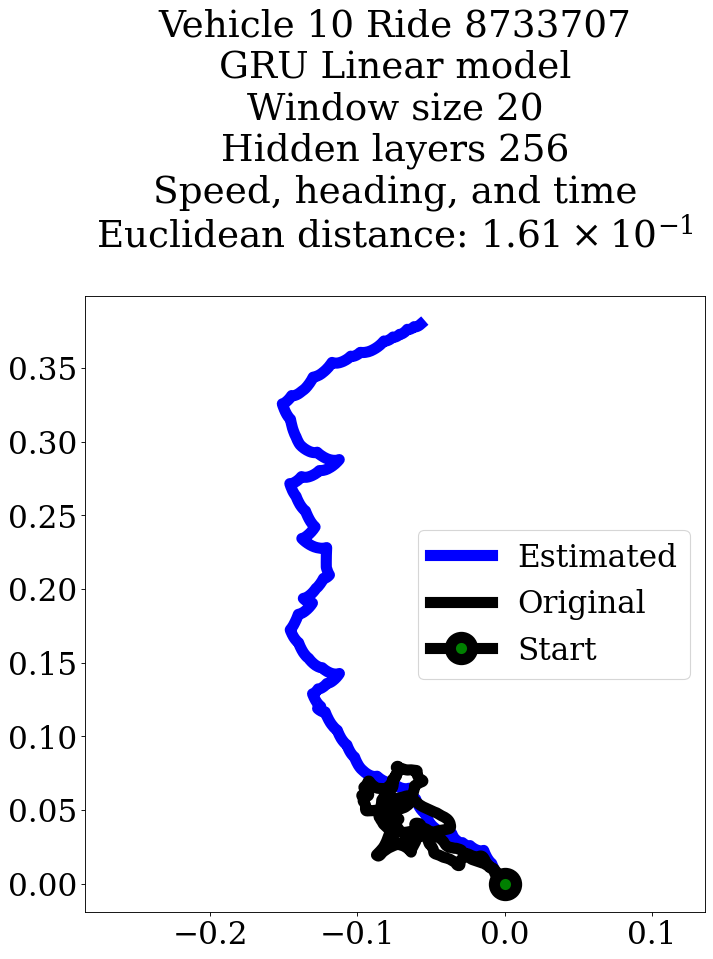 Vehicle 10 Ride 8733707
GRU Linear model
Window size 20
Hidden layers 256
Speed, heading, and time
Euclidean distance: 1.61 × 10⁻¹
0.35
0.30
0.25
0.20
0.15
0.10
0.05
0.00
Estimated
Original
Start
−0.2
−0.1
0.0
0.1